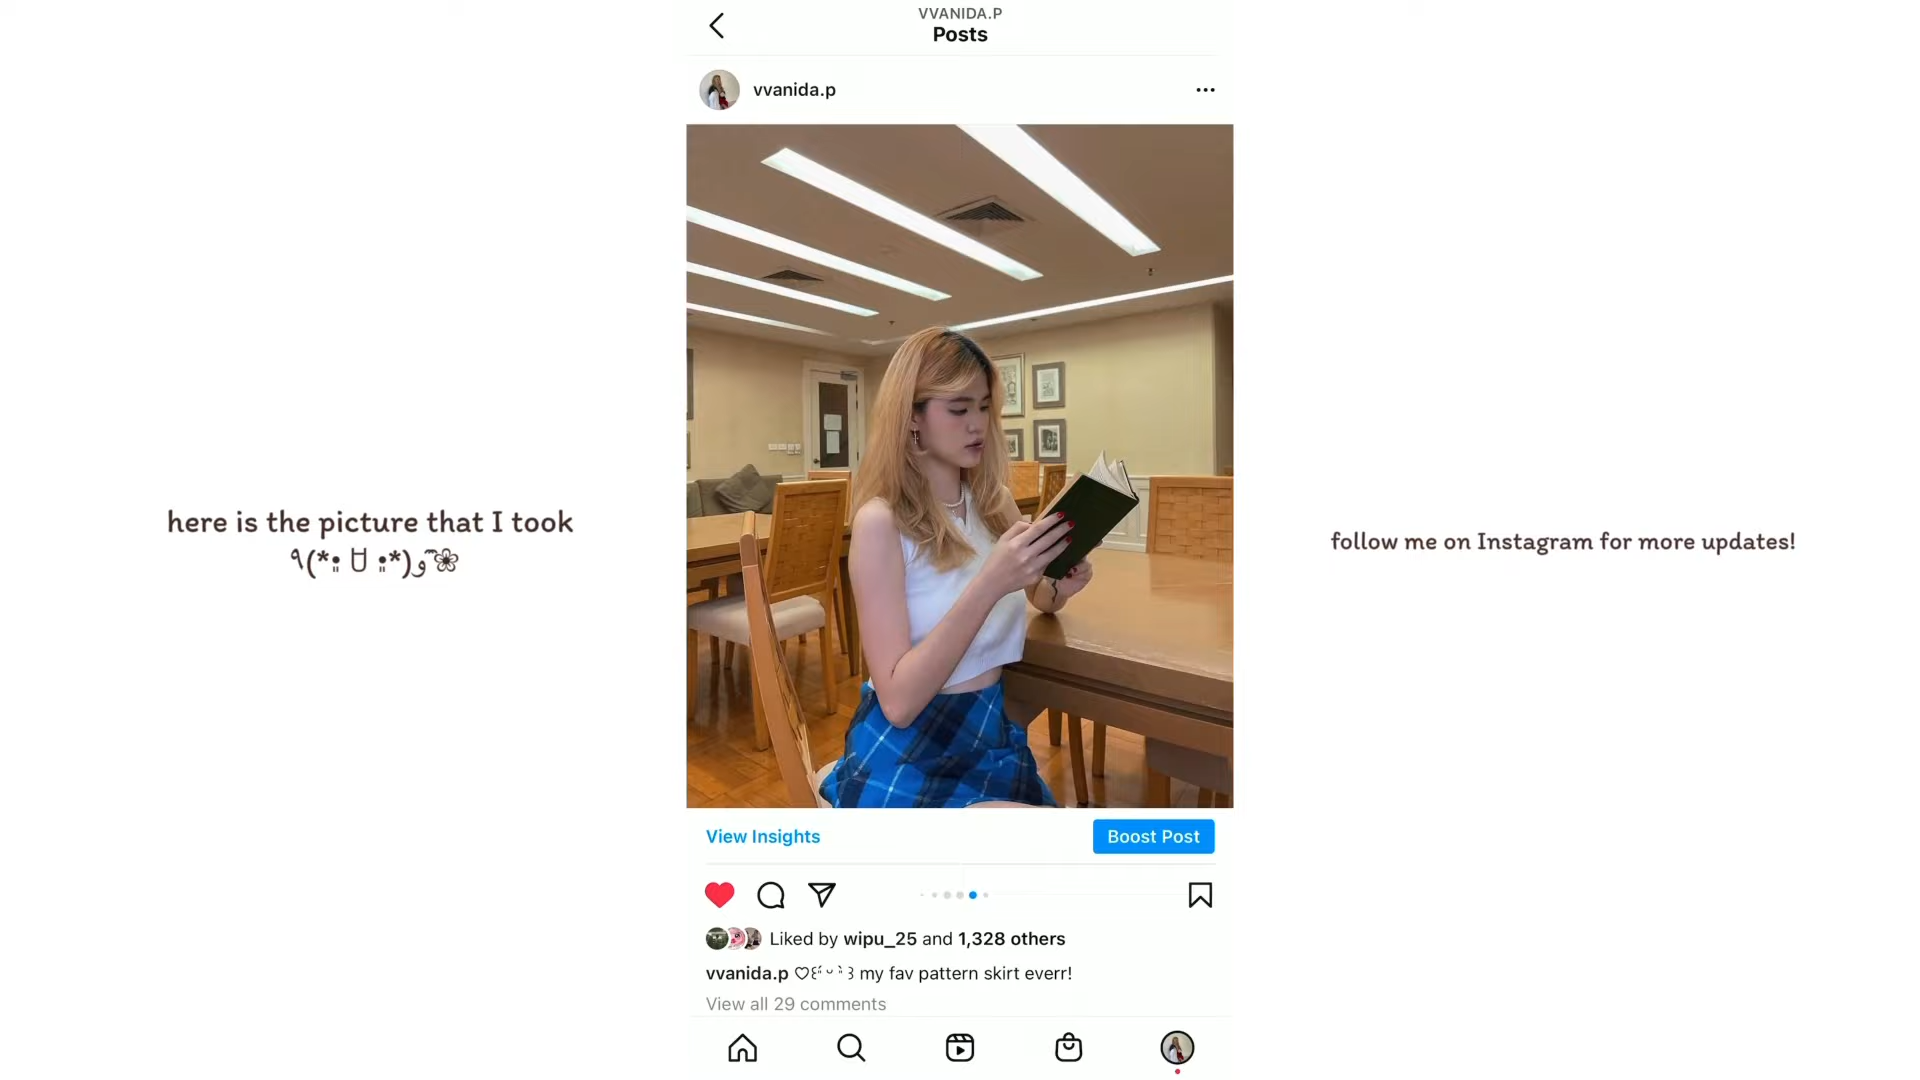 VVANIDA.P
Posts
vvanida.p
here is the picture that I took
follow me on Instagram for more updates!
View Insights
Boost Post
Liked by wipu_25 and 1,328 others
vvanida.p ♡ my fav pattern skirt everr!
View all 29 comments